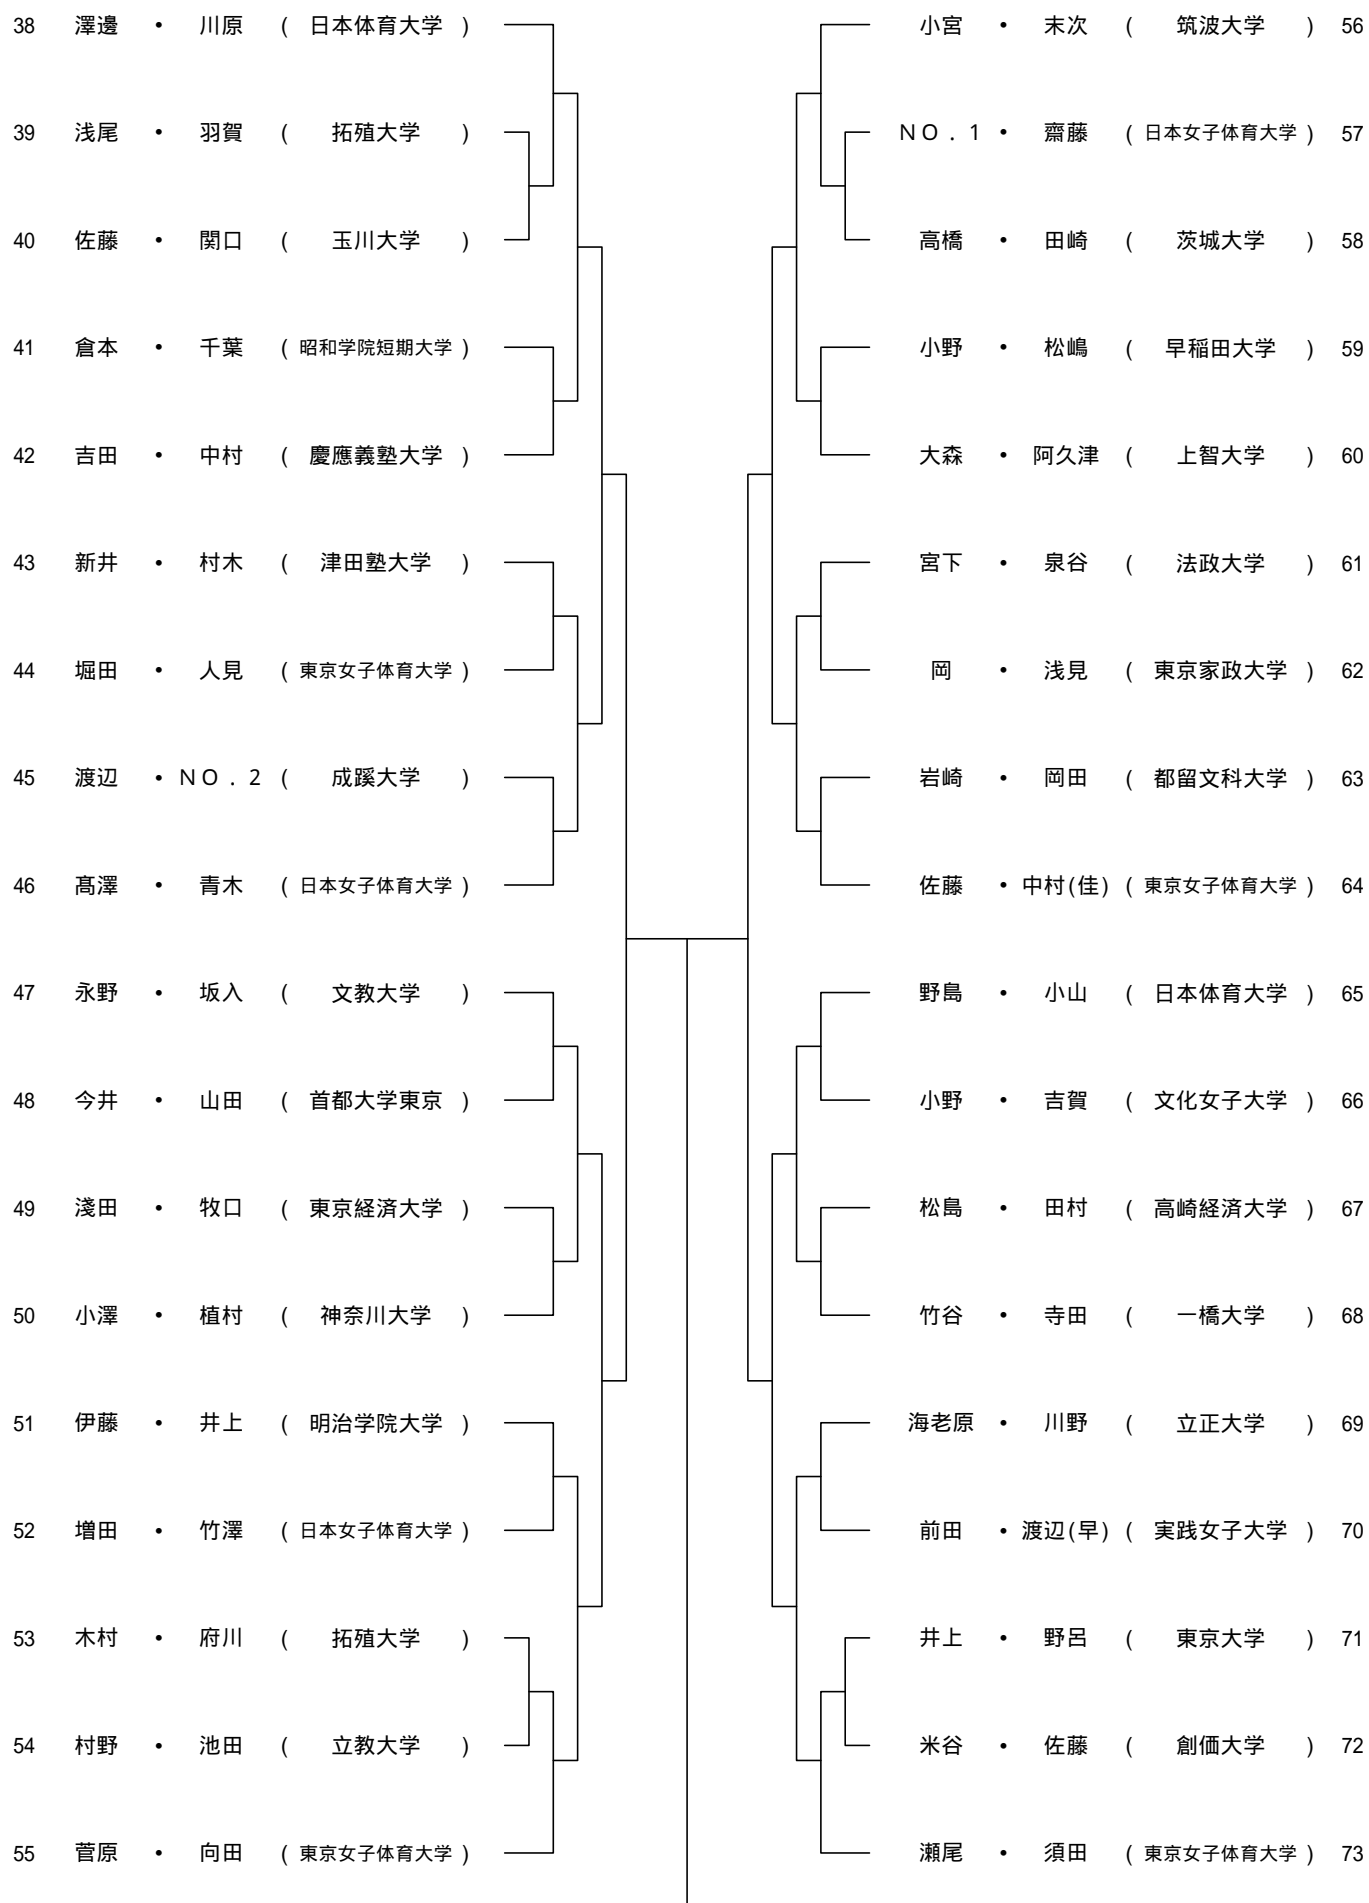 38 澤邊 ・ 川原 ( 日本体育大学 ) 小宮 ・ 末次 ( 筑波大学 ) 56
39 浅尾 ・ 羽賀 ( 拓殖大学 ) NO.1 ・ 齋藤 ( 日本女子体育大学 ) 57
40 佐藤 ・ 関口 ( 玉川大学 ) 高橋 ・ 田崎 ( 茨城大学 ) 58
41 倉本 ・ 千葉 ( 昭和学院短期大学 ) 小野 ・ 松嶋 ( 早稲田大学 ) 59
42 吉田 ・ 中村 ( 慶應義塾大学 ) 大森 ・ 阿久津 ( 上智大学 ) 60
43 新井 ・ 村木 ( 津田塾大学 ) 宮下 ・ 泉谷 ( 法政大学 ) 61
44 堀田 ・ 人見 ( 東京女子体育大学 ) 岡 ・ 浅見 ( 東京家政大学 ) 62
45 渡辺 ・ NO.2 ( 成蹊大学 ) 岩崎 ・ 岡田 ( 都留文科大学 ) 63
46 髙澤 ・ 青木 ( 日本女子体育大学 ) 佐藤 ・ 中村(佳) ( 東京女子体育大学 ) 64
47 永野 ・ 坂入 ( 文教大学 ) 野島 ・ 小山 ( 日本体育大学 ) 65
48 今井 ・ 山田 ( 首都大学東京 ) 小野 ・ 吉賀 ( 文化女子大学 ) 66
49 淺田 ・ 牧口 ( 東京経済大学 ) 松島 ・ 田村 ( 高崎経済大学 ) 67
50 小澤 ・ 植村 ( 神奈川大学 ) 竹谷 ・ 寺田 ( 一橋大学 ) 68
51 伊藤 ・ 井上 ( 明治学院大学 ) 海老原 ・ 川野 ( 立正大学 ) 69
52 増田 ・ 竹澤 ( 日本女子体育大学 ) 前田 ・ 渡辺(早) ( 実践女子大学 ) 70
53 木村 ・ 府川 ( 拓殖大学 ) 井上 ・ 野呂 ( 東京大学 ) 71
54 村野 ・ 池田 ( 立教大学 ) 米谷 ・ 佐藤 ( 創価大学 ) 72
55 菅原 ・ 向田 ( 東京女子体育大学 ) 瀬尾 ・ 須田 ( 東京女子体育大学 ) 73